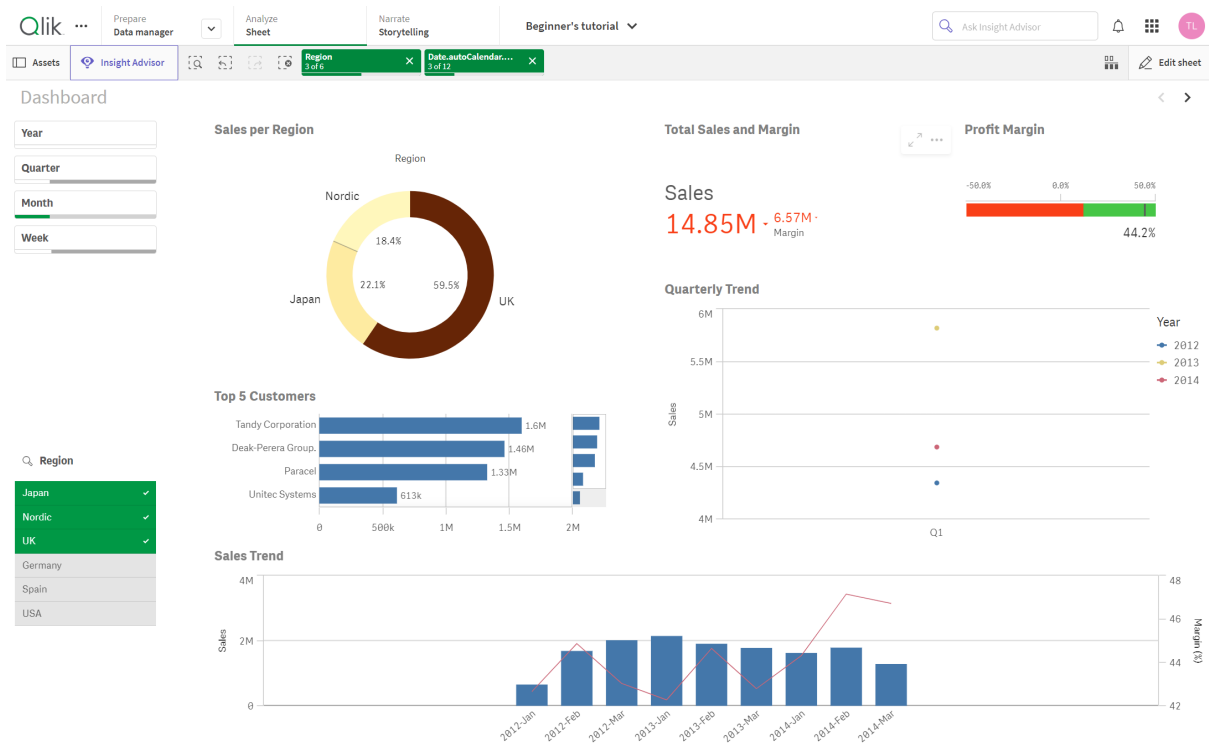 Qlik
Prepare
Data manager
Analyze
Sheet
Narrate
Storytelling
Beginner's tutorial
Ask Insight Advisor
TL
Assets
Insight Advisor
Region
3 of 6
Date.autoCalendar....
3 of 12
Edit sheet
Dashboard
Year
Quarter
Month
Week
Sales per Region
Region
Nordic
18.4%
22.1%
59.5%
Japan
UK
Total Sales and Margin
Sales
14.85M
6.57M
Margin
Profit Margin
-50.0%
0.0%
50.0%
44.2%
Quarterly Trend
6M
5.5M
5M
4.5M
4M
Sales
Q1
Year
2012
2013
2014
Top 5 Customers
Tandy Corporation
1.6M
Deak-Perera Group.
1.46M
Paracel
1.33M
Unitec Systems
613k
0
500k
1M
1.5M
2M
Region
Japan
Nordic
UK
Germany
Spain
USA
Sales Trend
4M
2M
0
Sales
48
46
44
42
Margin (%)
2012-Jan
2012-Feb
2012-Mar
2013-Jan
2013-Feb
2013-Mar
2014-Jan
2014-Feb
2014-Mar